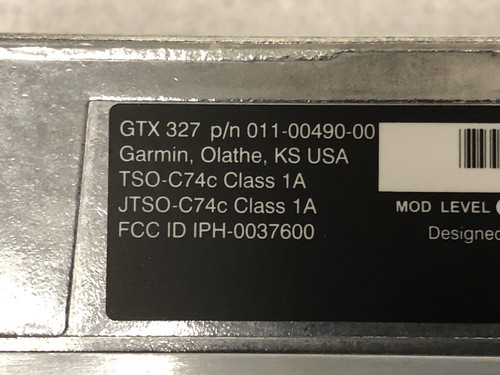 GTX 327 p/n 011-00490-00
Garmin, Olathe, KS USA
TSO-C74c Class 1A
JTSO-C74c Class 1A
FCC ID IPH-0037600
MOD LEVEL
Designed